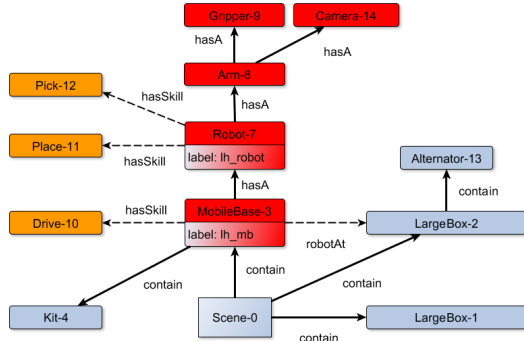 Gripper-9
Camera-14
hasA
hasA
Arm-8
Pick-12
hasSkill
hasA
Robot-7
Place-11
label: lh_robot
hasSkill
Alternator-13
hasA
contain
MobileBase-3
hasSkill
Drive-10
LargeBox-2
label: lh_mb
robotAt
contain
contain
contain
Kit-4
Scene-0
LargeBox-1
contain